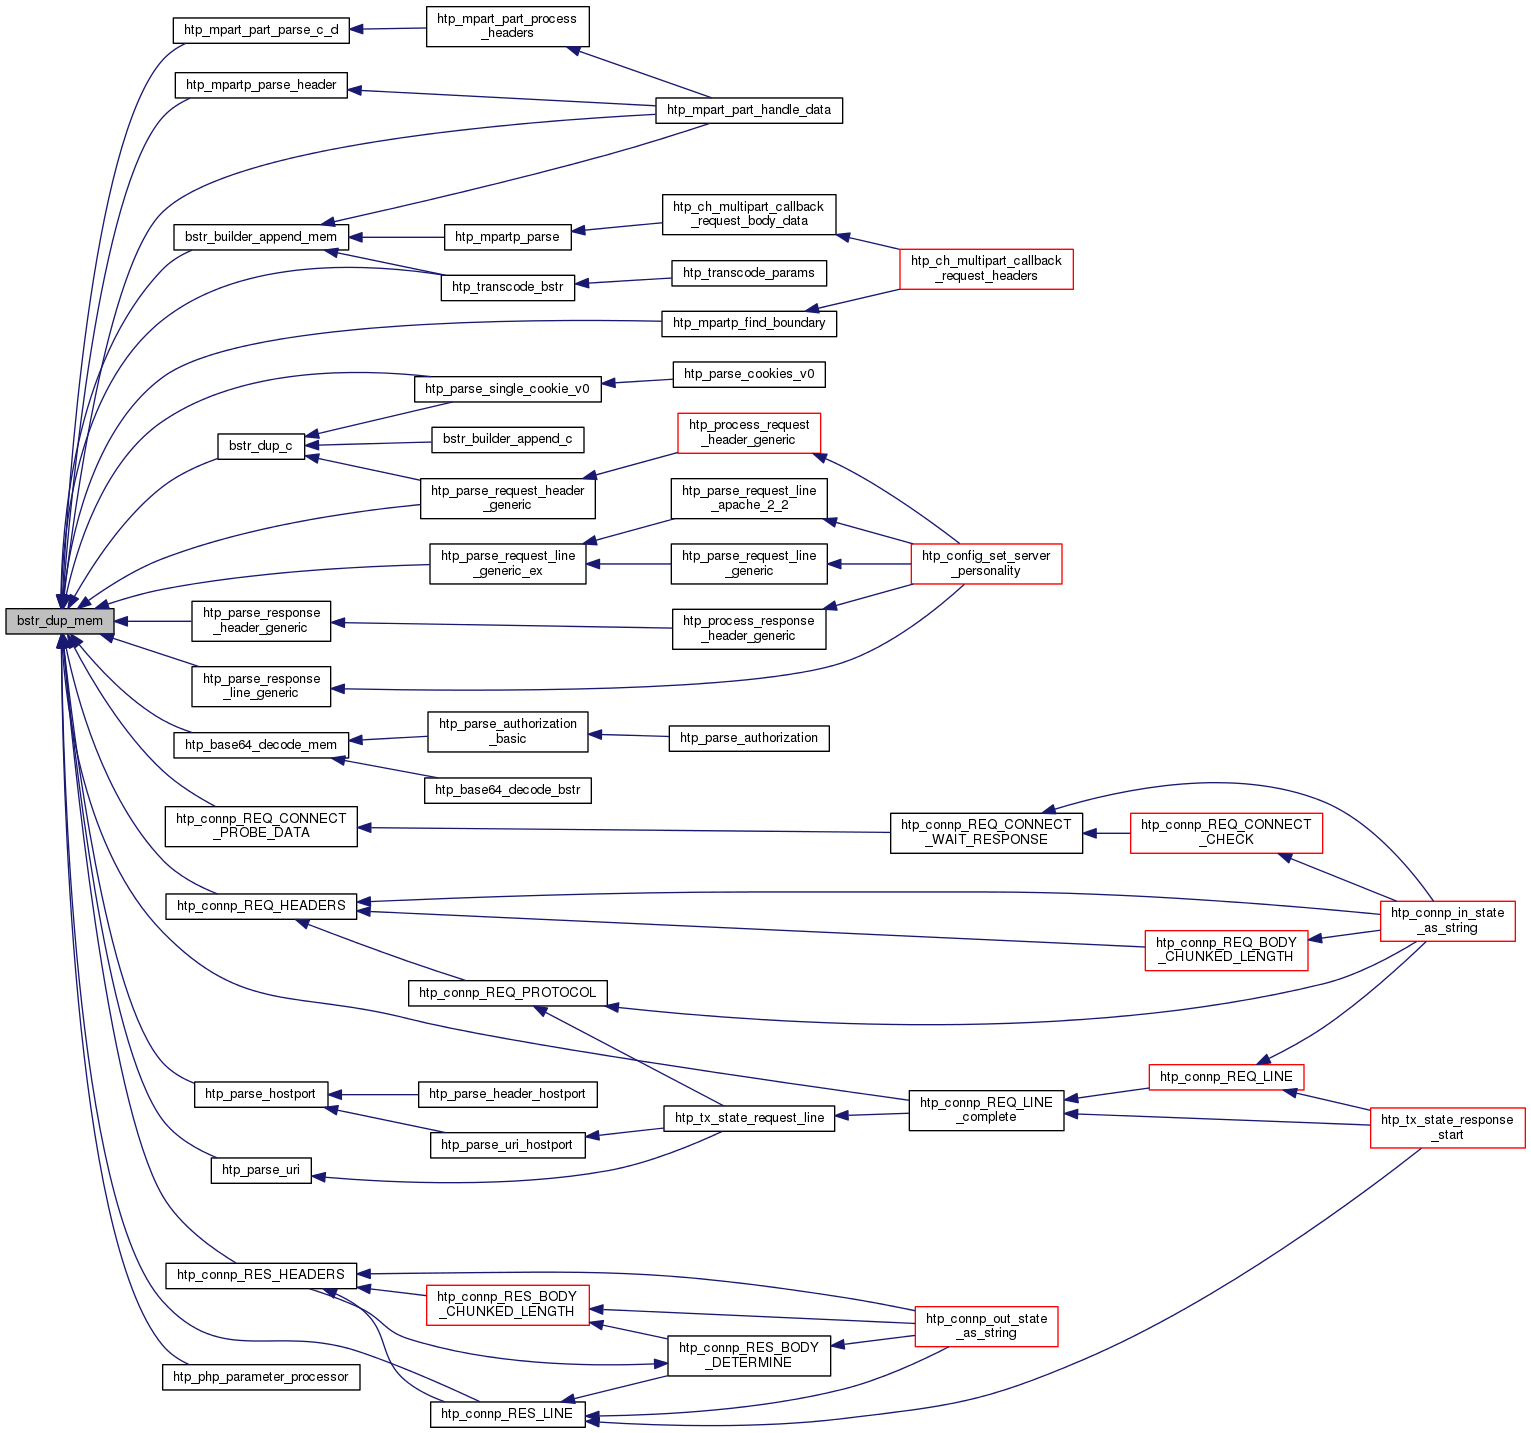 htp_mpart_part_parse_c_d
htp_mpart_part_process
_headers
htp_mpartp_parse_header
htp_mpart_part_handle_data
bstr_builder_append_mem
htp_mpartp_parse
htp_ch_multipart_callback
_request_body_data
htp_ch_multipart_callback
_request_headers
htp_transcode_bstr
htp_transcode_params
htp_mpartp_find_boundary
htp_parse_single_cookie_v0
htp_parse_cookies_v0
bstr_dup_c
bstr_builder_append_c
htp_process_request
_header_generic
htp_parse_request_header
_generic
htp_parse_request_line
_apache_2_2
htp_parse_request_line
_generic_ex
htp_parse_request_line
_generic
htp_config_set_server
_personality
bstr_dup_mem
htp_parse_response
_header_generic
htp_process_response
_header_generic
htp_parse_response
_line_generic
htp_base64_decode_mem
htp_parse_authorization
_basic
htp_parse_authorization
htp_base64_decode_bstr
htp_connp_REQ_CONNECT
_PROBE_DATA
htp_connp_REQ_CONNECT
_WAIT_RESPONSE
htp_connp_REQ_CONNECT
_CHECK
htp_connp_REQ_HEADERS
htp_connp_in_state
_as_string
htp_connp_REQ_BODY
_CHUNKED_LENGTH
htp_connp_REQ_PROTOCOL
htp_parse_hostport
htp_parse_header_hostport
htp_connp_REQ_LINE
htp_tx_state_request_line
htp_connp_REQ_LINE
_complete
htp_tx_state_response
_start
htp_parse_uri_hostport
htp_parse_uri
htp_connp_RES_HEADERS
htp_connp_RES_BODY
_CHUNKED_LENGTH
htp_connp_out_state
_as_string
htp_connp_RES_BODY
_DETERMINE
htp_php_parameter_processor
htp_connp_RES_LINE